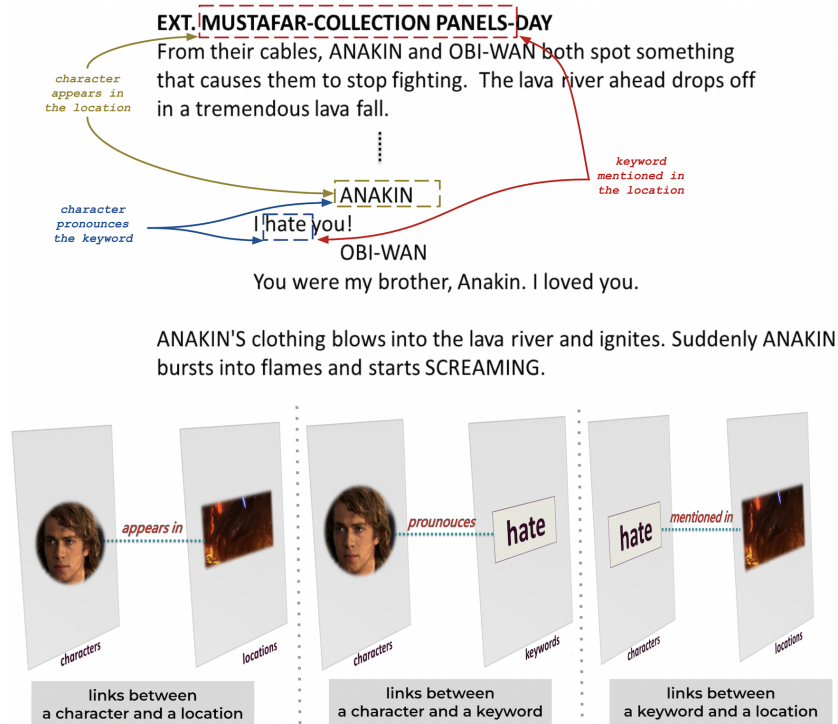 EXT. MUSTAFAR-COLLECTION PANELS-DAY
From their cables, ANAKIN and OBI-WAN both spot something
that causes them to stop fighting. The lava river ahead drops off
in a tremendous lava fall.
character
appears in
the location
keyword
mentioned in
the location
ANAKIN
character
pronounces
the keyword
I hate you!
OBI-WAN
You were my brother, Anakin. I loved you.
ANAKIN'S clothing blows into the lava river and ignites. Suddenly ANAKIN
bursts into flames and starts SCREAMING.
appears in
characters
locations
links between
a character and a location
prounouces
hate
characters
keywords
links between
a character and a keyword
hate
mentioned in
characters
locations
links between
a keyword and a location